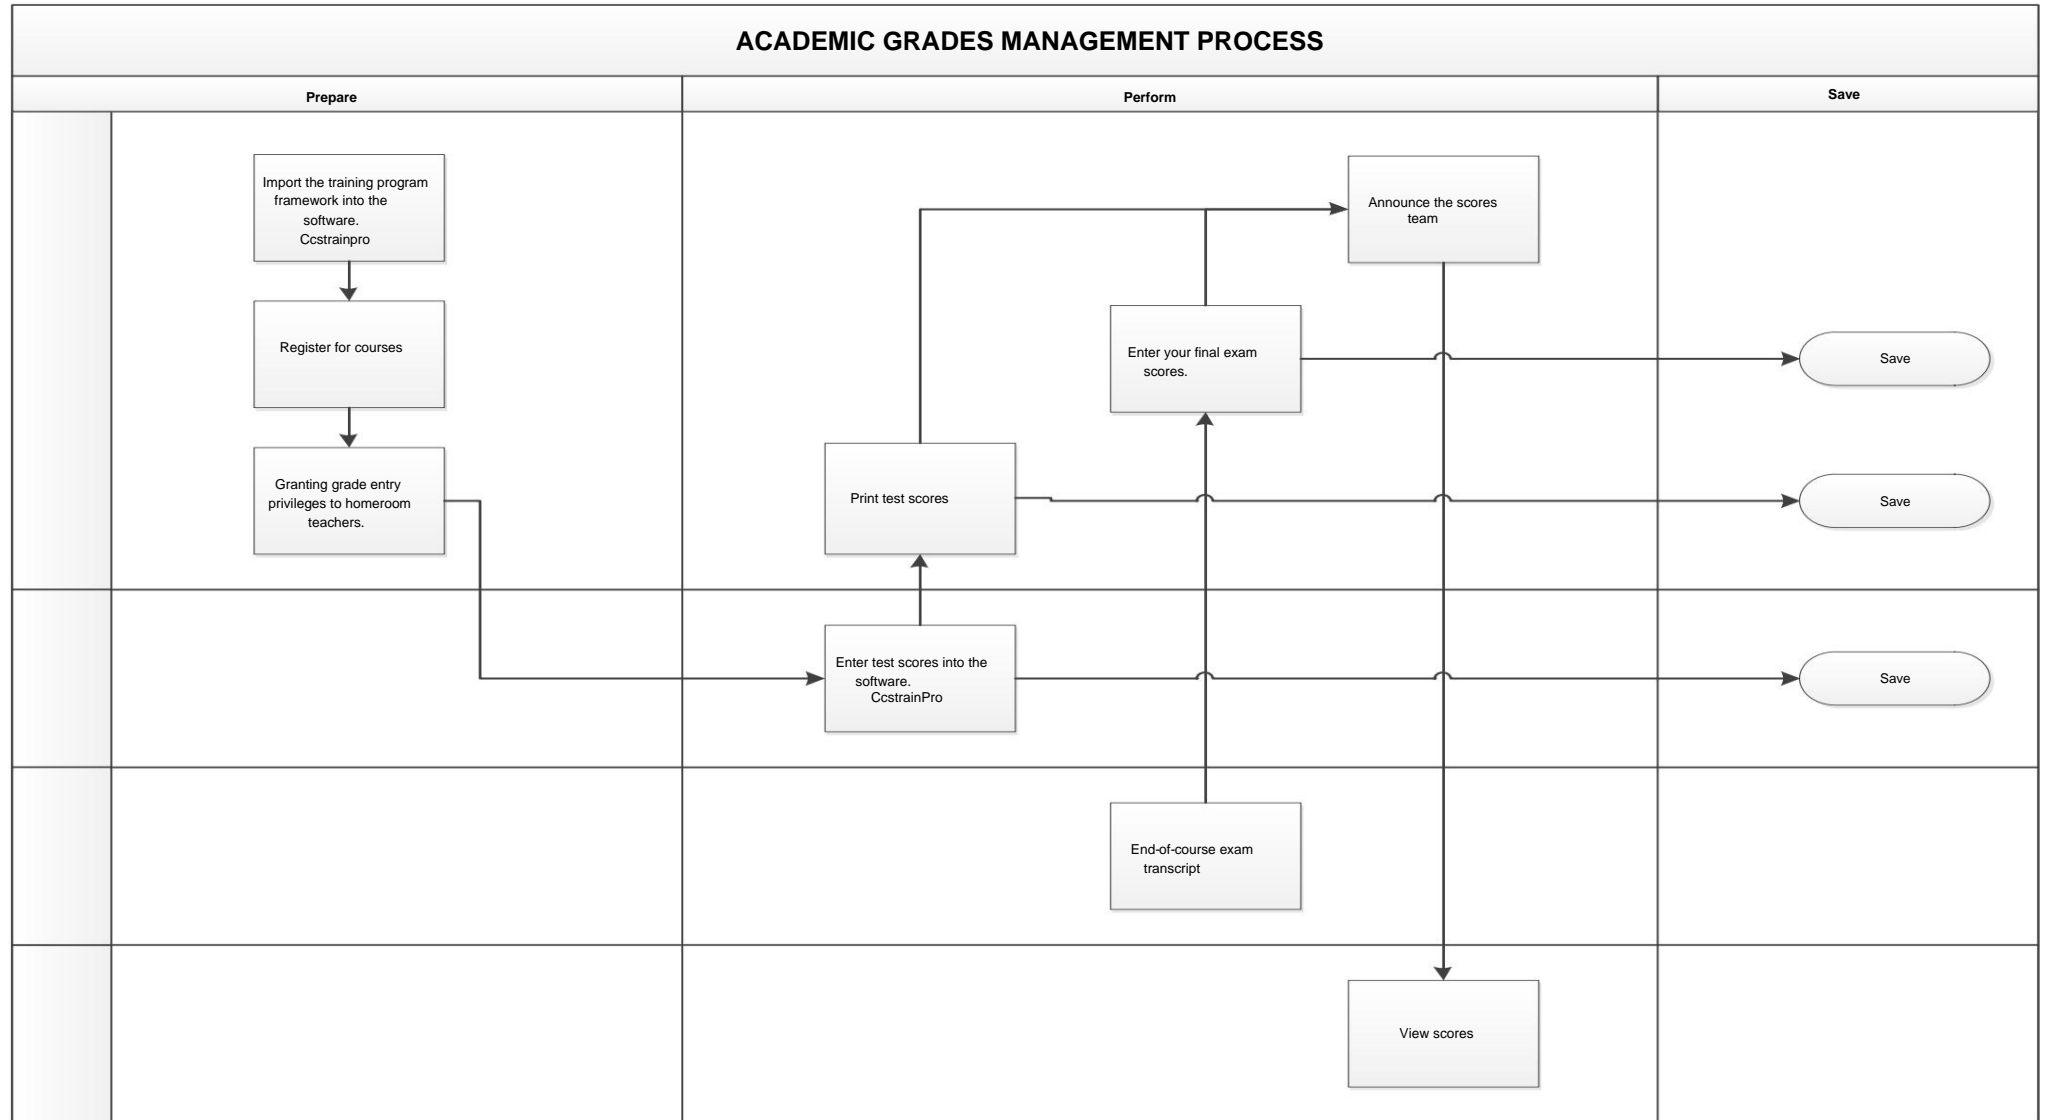 ACADEMIC GRADES MANAGEMENT PROCESS
Prepare
Perform
Save
Import the training program
framework into the
software.
Ccstrainpro
Announce the scores
team
Register for courses
Enter your final exam
scores.
Save
Granting grade entry
privileges to homeroom
teachers.
Print test scores
Save
Enter test scores into the
software.
CcstrainPro
Save
End-of-course exam
transcript
View scores